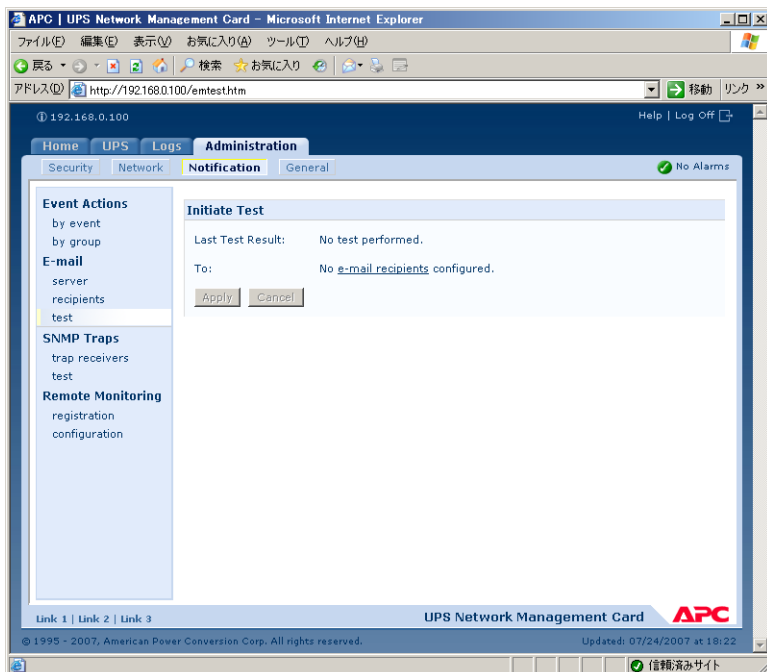 APC | UPS Network Management Card - Microsoft Internet Explorer
ファイル(F) 編集(E) 表示(V) お気に入り(A) ツール(T) ヘルプ(H)
戻る 検索 お気に入り
アドレス(D) http://192.168.0.100/emtest.htm 移動 リンク »
192.168.0.100 Help | Log Off
Home UPS Logs Administration
Security Network Notification General No Alarms
Event Actions
by event
by group
E-mail
server
recipients
test
SNMP Traps
trap receivers
test
Remote Monitoring
registration
configuration
Initiate Test
Last Test Result: No test performed.
To: No e-mail recipients configured.
Apply Cancel
Link 1 | Link 2 | Link 3 UPS Network Management Card APC
© 1995 - 2007, American Power Conversion Corp. All rights reserved. Updated: 07/24/2007 at 18:22
信頼済みサイト